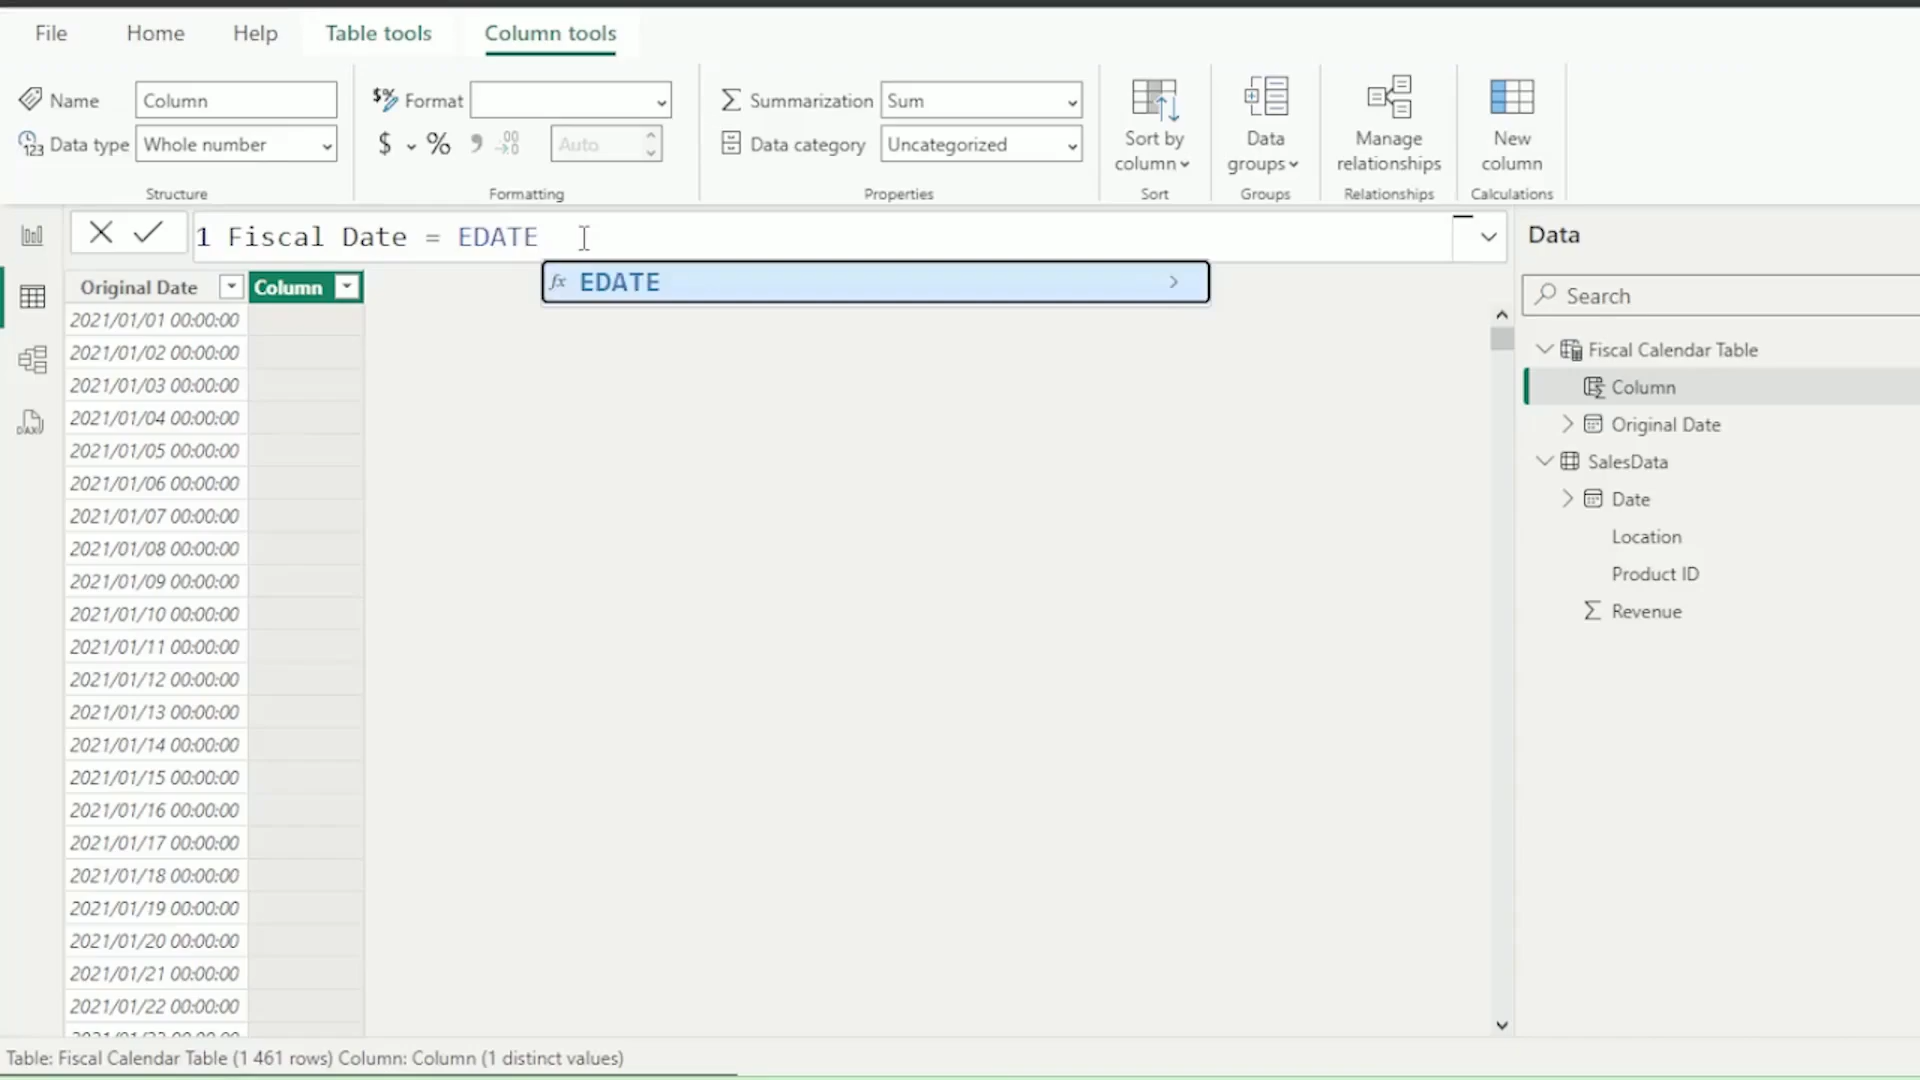 File Home Help Table tools Column tools
Name Column
Data type Whole number
Structure
Format
$ % Auto
Formatting
Summarization Sum
Data category Uncategorized
Properties
Sort by
column
Sort
Data
groups
Groups
Manage
relationships
Relationships
New
column
Calculations
1 Fiscal Date = EDATE
fx EDATE
Original Date Column
2021/01/01 00:00:00
2021/01/02 00:00:00
2021/01/03 00:00:00
2021/01/04 00:00:00
2021/01/05 00:00:00
2021/01/06 00:00:00
2021/01/07 00:00:00
2021/01/08 00:00:00
2021/01/09 00:00:00
2021/01/10 00:00:00
2021/01/11 00:00:00
2021/01/12 00:00:00
2021/01/13 00:00:00
2021/01/14 00:00:00
2021/01/15 00:00:00
2021/01/16 00:00:00
2021/01/17 00:00:00
2021/01/18 00:00:00
2021/01/19 00:00:00
2021/01/20 00:00:00
2021/01/21 00:00:00
2021/01/22 00:00:00
Data
Search
Fiscal Calendar Table
Column
Original Date
SalesData
Date
Location
Product ID
Revenue
Table: Fiscal Calendar Table (1 461 rows) Column: Column (1 distinct values)